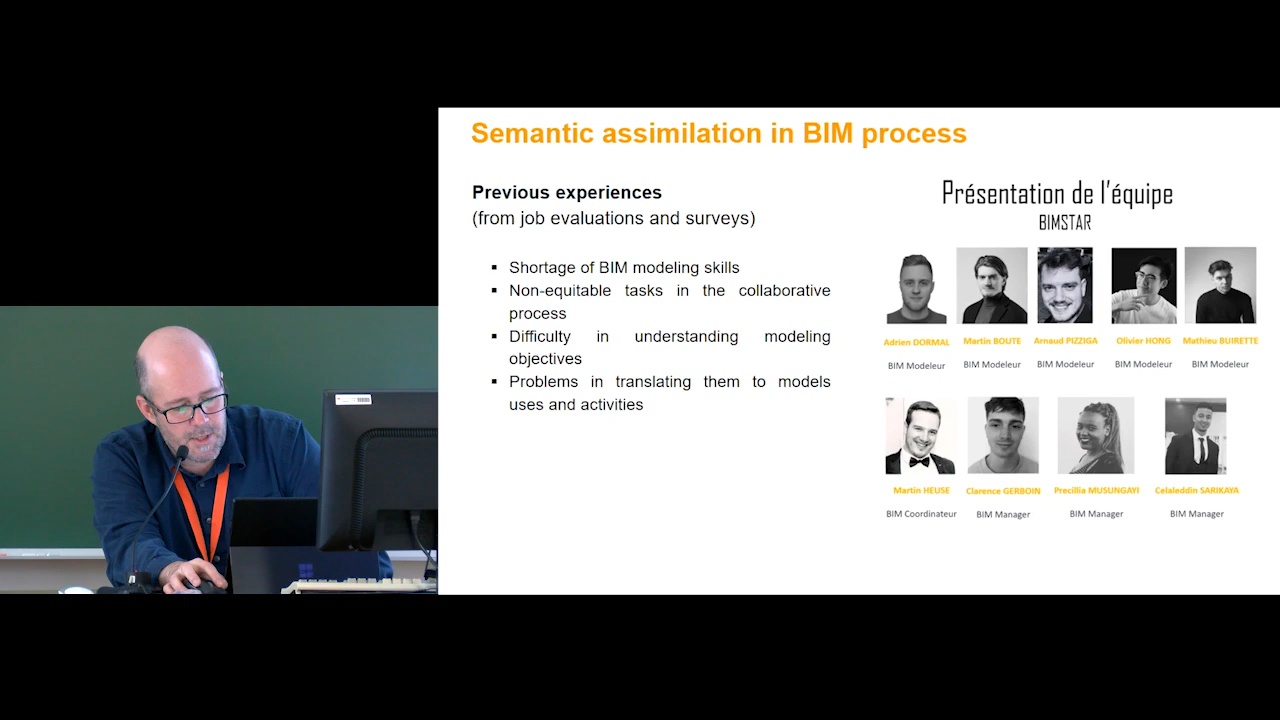 Semantic assimilation in BIM process
Previous experiences
(from job evaluations and surveys)
▪ Shortage of BIM modeling skills
▪ Non-equitable tasks in the collaborative
process
▪ Difficulty in understanding modeling
objectives
▪ Problems in translating them to models
uses and activities
Présentation de l'équipe
BIMSTAR
Adrien DORMAL
Martin BOUTE
Arnaud PIZZIGA
Olivier HONG
Mathieu BUIRETTE
BIM Modeleur
BIM Modeleur
BIM Modeleur
BIM Modeleur
BIM Modeleur
Martin HEUSE
Clarence GERBOIN
Precillia MUSUNGAYI
Celaleddin SARIKAYA
BIM Coordinateur
BIM Manager
BIM Manager
BIM Manager